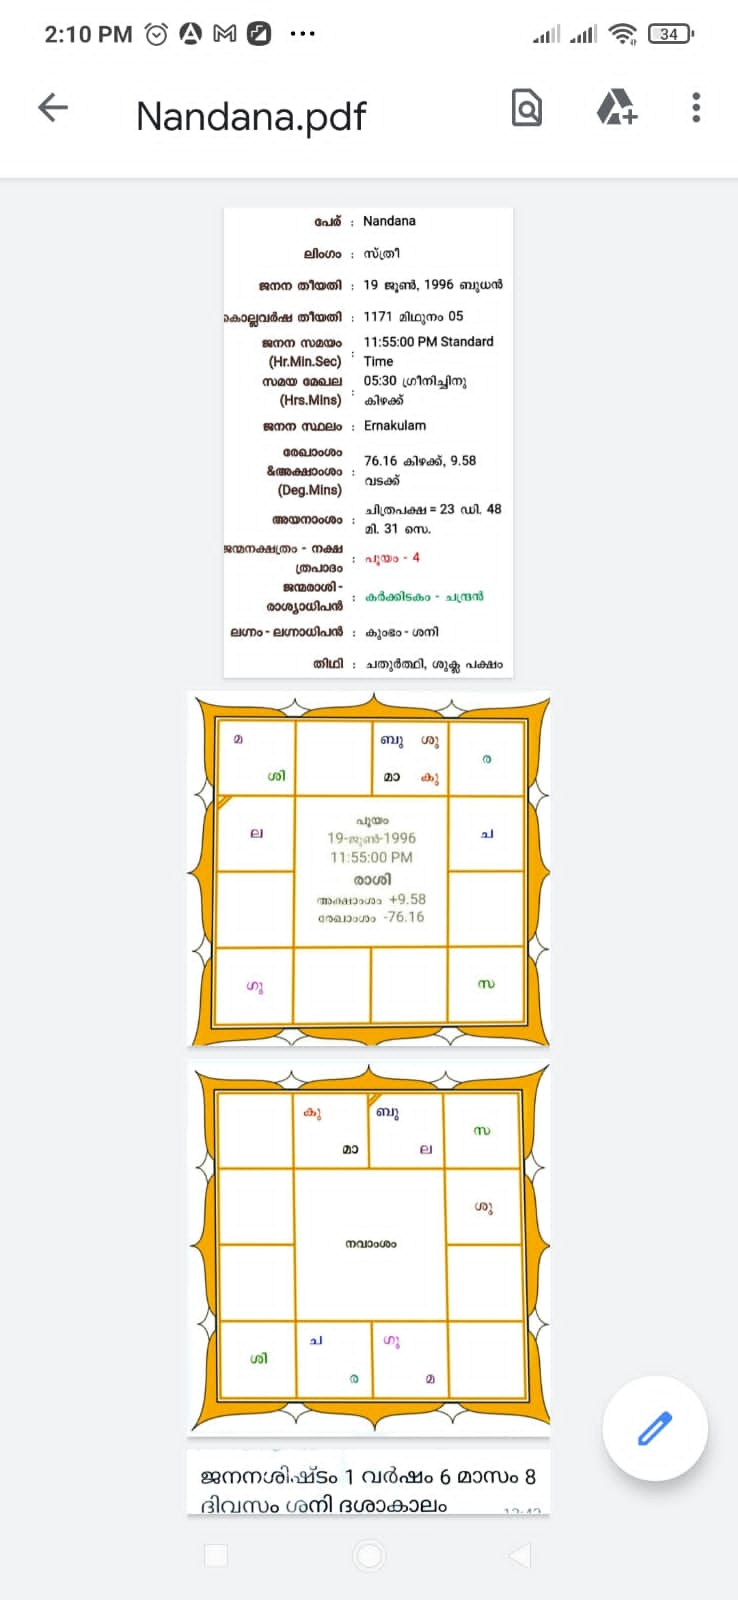 2:10 PM
34
Nandana.pdf
പേര് : Nandana
ലിംഗം : സ്ത്രീ
ജനന തീയതി : 19 ജൂൺ, 1996 ബുധൻ
കൊല്ലവർഷ തീയതി : 1171 മിഥുനം 05
ജനന സമയം (Hr.Min.Sec) : 11:55:00 PM Standard Time
സമയ മേഖല (Hrs.Mins) : 05:30 ഗ്രീനിച്ചിനു കിഴക്ക്
ജനന സ്ഥലം : Ernakulam
രേഖാംശം &അക്ഷാംശം (Deg.Mins) : 76.16 കിഴക്ക്, 9.58 വടക്ക്
അയനാംശം : ചിത്രപക്ഷ = 23 ഡി. 48 മി. 31 സെ.
ജന്മനക്ഷത്രം - നക്ഷത്രപാദം : പൂയം - 4
ജന്മരാശി - രാശ്യാധിപൻ : കർക്കിടകം - ചന്ദ്രൻ
ലഗ്നം - ലഗ്നാധിപൻ : കുംഭം - ശനി
തിഥി : ചതുർത്ഥി, ശുക്ല പക്ഷം
മ ബു ശു ര
ശി മാ കു
ല ച
പൂയം
19-ജൂൺ-1996
11:55:00 PM
രാശി
അക്ഷാംശം +9.58
രേഖാംശം -76.16
ഗു സ
കു ബു സ
മാ ല
ശു
നവാംശം
ശി ച ഗു
ര മ
ജനനശിഷ്ടം 1 വർഷം 6 മാസം 8
ദിവസം ശനി ദശാകാലം